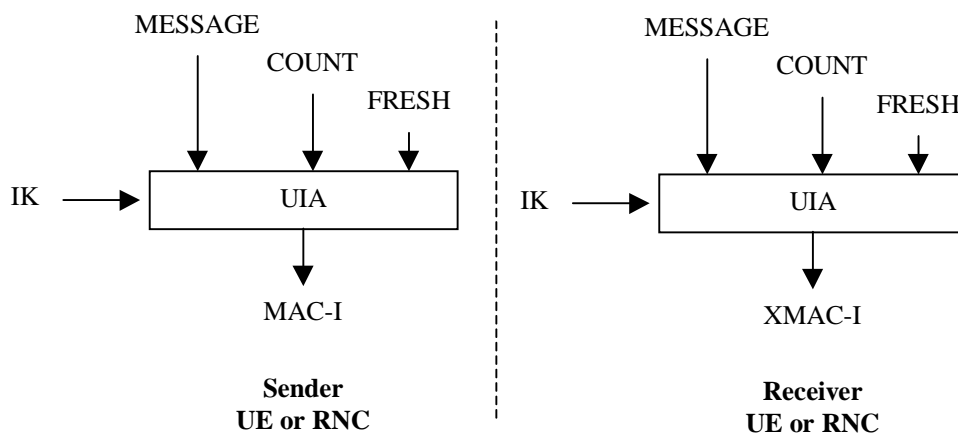 MESSAGE
COUNT
FRESH
IK
UIA
MAC-I
Sender
UE or RNC
MESSAGE
COUNT
FRESH
IK
UIA
XMAC-I
Receiver
UE or RNC